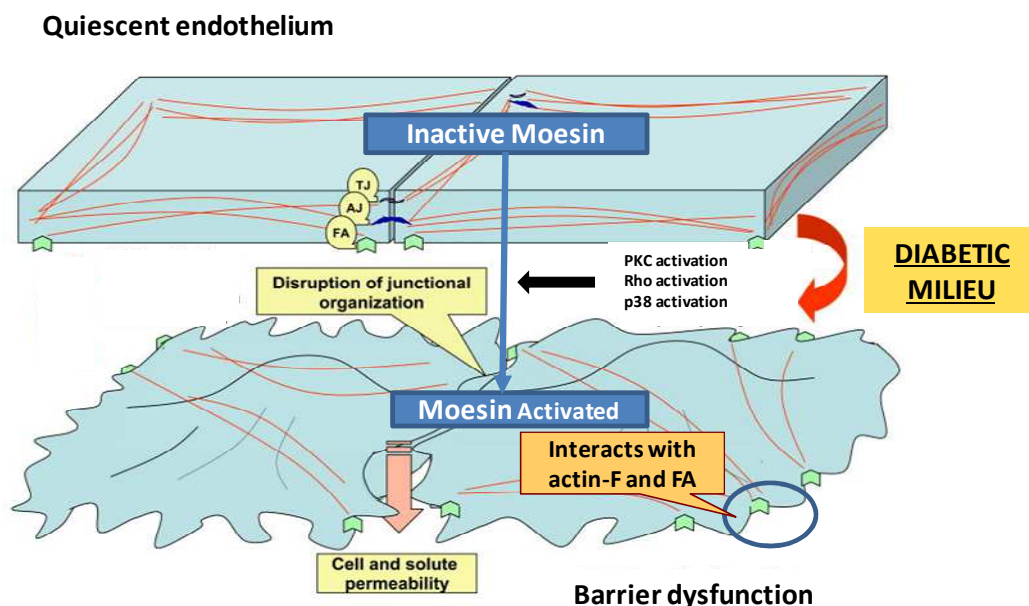 Quiescent endothelium
Inactive Moesin
TJ
AJ
FA
PKC activation
Rho activation
p38 activation
DIABETIC
MILIEU
Disruption of junctional
organization
Moesin Activated
Interacts with
actin-F and FA
Cell and solute
permeability
Barrier dysfunction